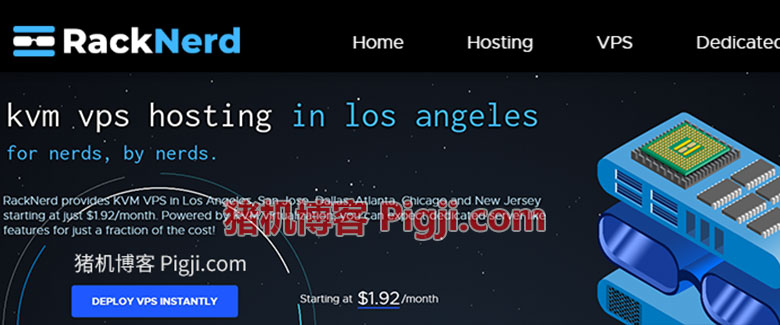 RackNerd
Home Hosting VPS Dedicated
kvm vps hosting in los angeles
for nerds, by nerds.
RackNerd provides KVM VPS in Los Angeles, San Jose, Dallas, Atlanta, Chicago and New Jersey
starting at just $1.92/month. Powered by KVM virtualization, you can expect dedicated server like
features for just a fraction of the cost!
猪机博客 Pigji.com
猪机博客 Pigji.com
DEPLOY VPS INSTANTLY
Starting at $1.92/month